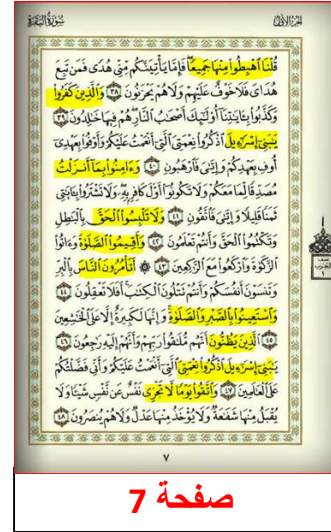 الجزء الأول
سورة البقرة
قُلْنَا اهْبِطُوا مِنْهَا جَمِيعًا فَإِمَّا يَأْتِيَنَّكُم مِّنِّي هُدًى فَمَن تَبِعَ
هُدَايَ فَلَا خَوْفٌ عَلَيْهِمْ وَلَا هُمْ يَحْزَنُونَ ٣٨ وَالَّذِينَ كَفَرُوا
وَكَذَّبُوا بِآيَاتِنَا أُولَٰئِكَ أَصْحَابُ النَّارِ هُمْ فِيهَا خَالِدُونَ ٣٩
يَا بَنِي إِسْرَائِيلَ اذْكُرُوا نِعْمَتِيَ الَّتِي أَنْعَمْتُ عَلَيْكُمْ وَأَوْفُوا بِعَهْدِي
أُوفِ بِعَهْدِكُمْ وَإِيَّايَ فَارْهَبُونِ ٤٠ وَآمِنُوا بِمَا أَنزَلْتُ
مُصَدِّقًا لِّمَا مَعَكُمْ وَلَا تَكُونُوا أَوَّلَ كَافِرٍ بِهِ وَلَا تَشْتَرُوا بِآيَاتِي
ثَمَنًا قَلِيلًا وَإِيَّايَ فَاتَّقُونِ ٤١ وَلَا تَلْبِسُوا الْحَقَّ بِالْبَاطِلِ
وَتَكْتُمُوا الْحَقَّ وَأَنتُمْ تَعْلَمُونَ ٤٢ وَأَقِيمُوا الصَّلَاةَ وَآتُوا
الزَّكَاةَ وَارْكَعُوا مَعَ الرَّاكِعِينَ ٤٣ ۞ أَتَأْمُرُونَ النَّاسَ بِالْبِرِّ
وَتَنسَوْنَ أَنفُسَكُمْ وَأَنتُمْ تَتْلُونَ الْكِتَابَ أَفَلَا تَعْقِلُونَ ٤٤
وَاسْتَعِينُوا بِالصَّبْرِ وَالصَّلَاةِ وَإِنَّهَا لَكَبِيرَةٌ إِلَّا عَلَى الْخَاشِعِينَ
٤٥ الَّذِينَ يَظُنُّونَ أَنَّهُم مُّلَاقُو رَبِّهِمْ وَأَنَّهُمْ إِلَيْهِ رَاجِعُونَ ٤٦
يَا بَنِي إِسْرَائِيلَ اذْكُرُوا نِعْمَتِيَ الَّتِي أَنْعَمْتُ عَلَيْكُمْ وَأَنِّي فَضَّلْتُكُمْ
عَلَى الْعَالَمِينَ ٤٧ وَاتَّقُوا يَوْمًا لَّا تَجْزِي نَفْسٌ عَن نَّفْسٍ شَيْئًا وَلَا
يُقْبَلُ مِنْهَا شَفَاعَةٌ وَلَا يُؤْخَذُ مِنْهَا عَدْلٌ وَلَا هُمْ يُنصَرُونَ ٤٨
نصف
الحزب
١
٧
صفحة 7